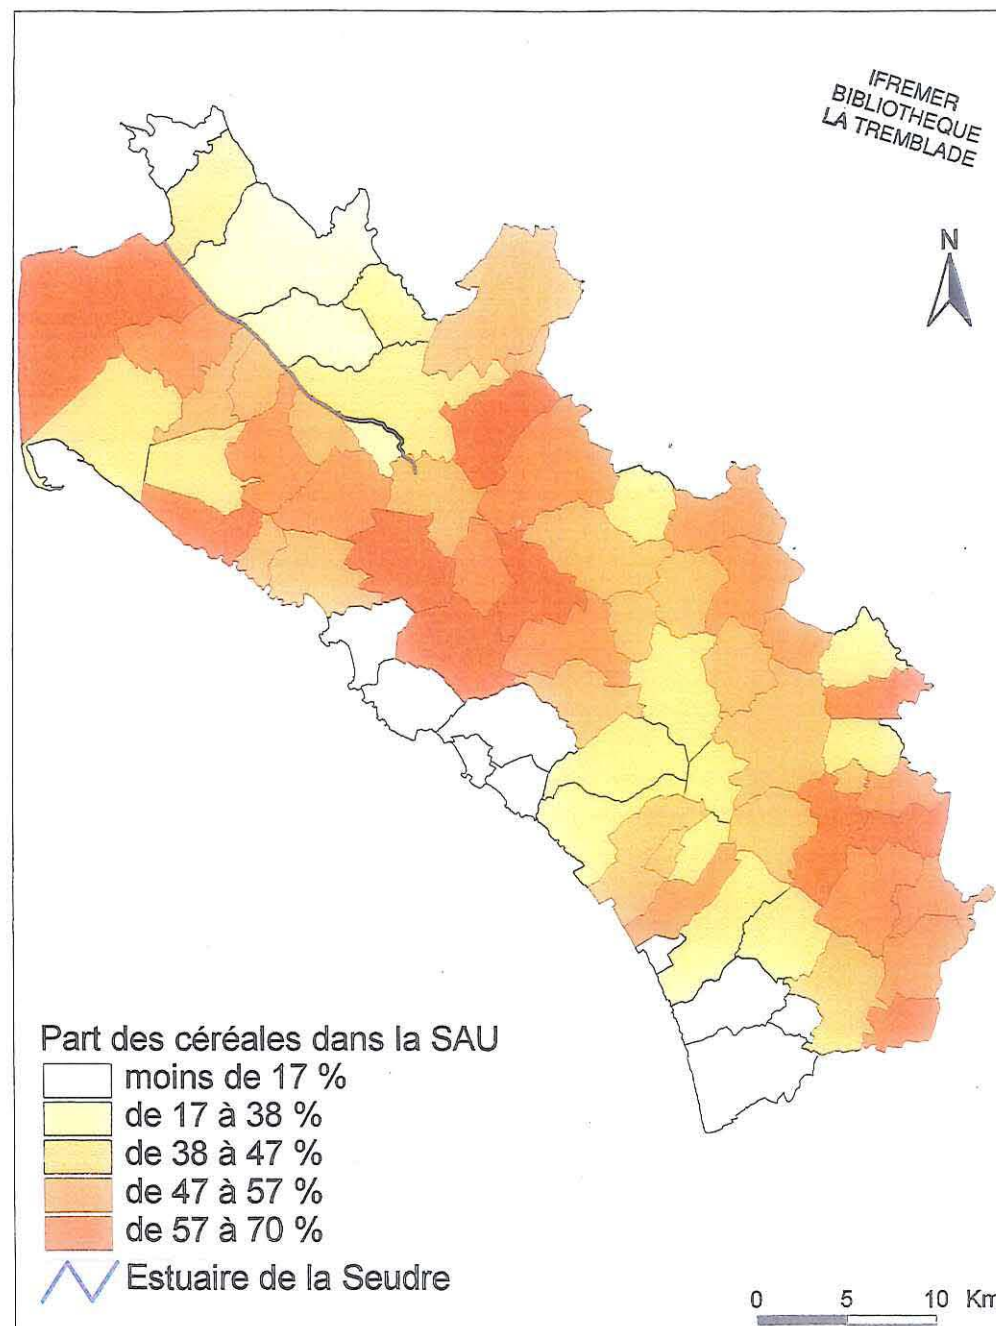 IFREMER
BIBLIOTHEQUE
LA TREMBLADE
N
Part des céréales dans la SAU
moins de 17 %
de 17 à 38 %
de 38 à 47 %
de 47 à 57 %
de 57 à 70 %
Estuaire de la Seudre
0 5 10 Km